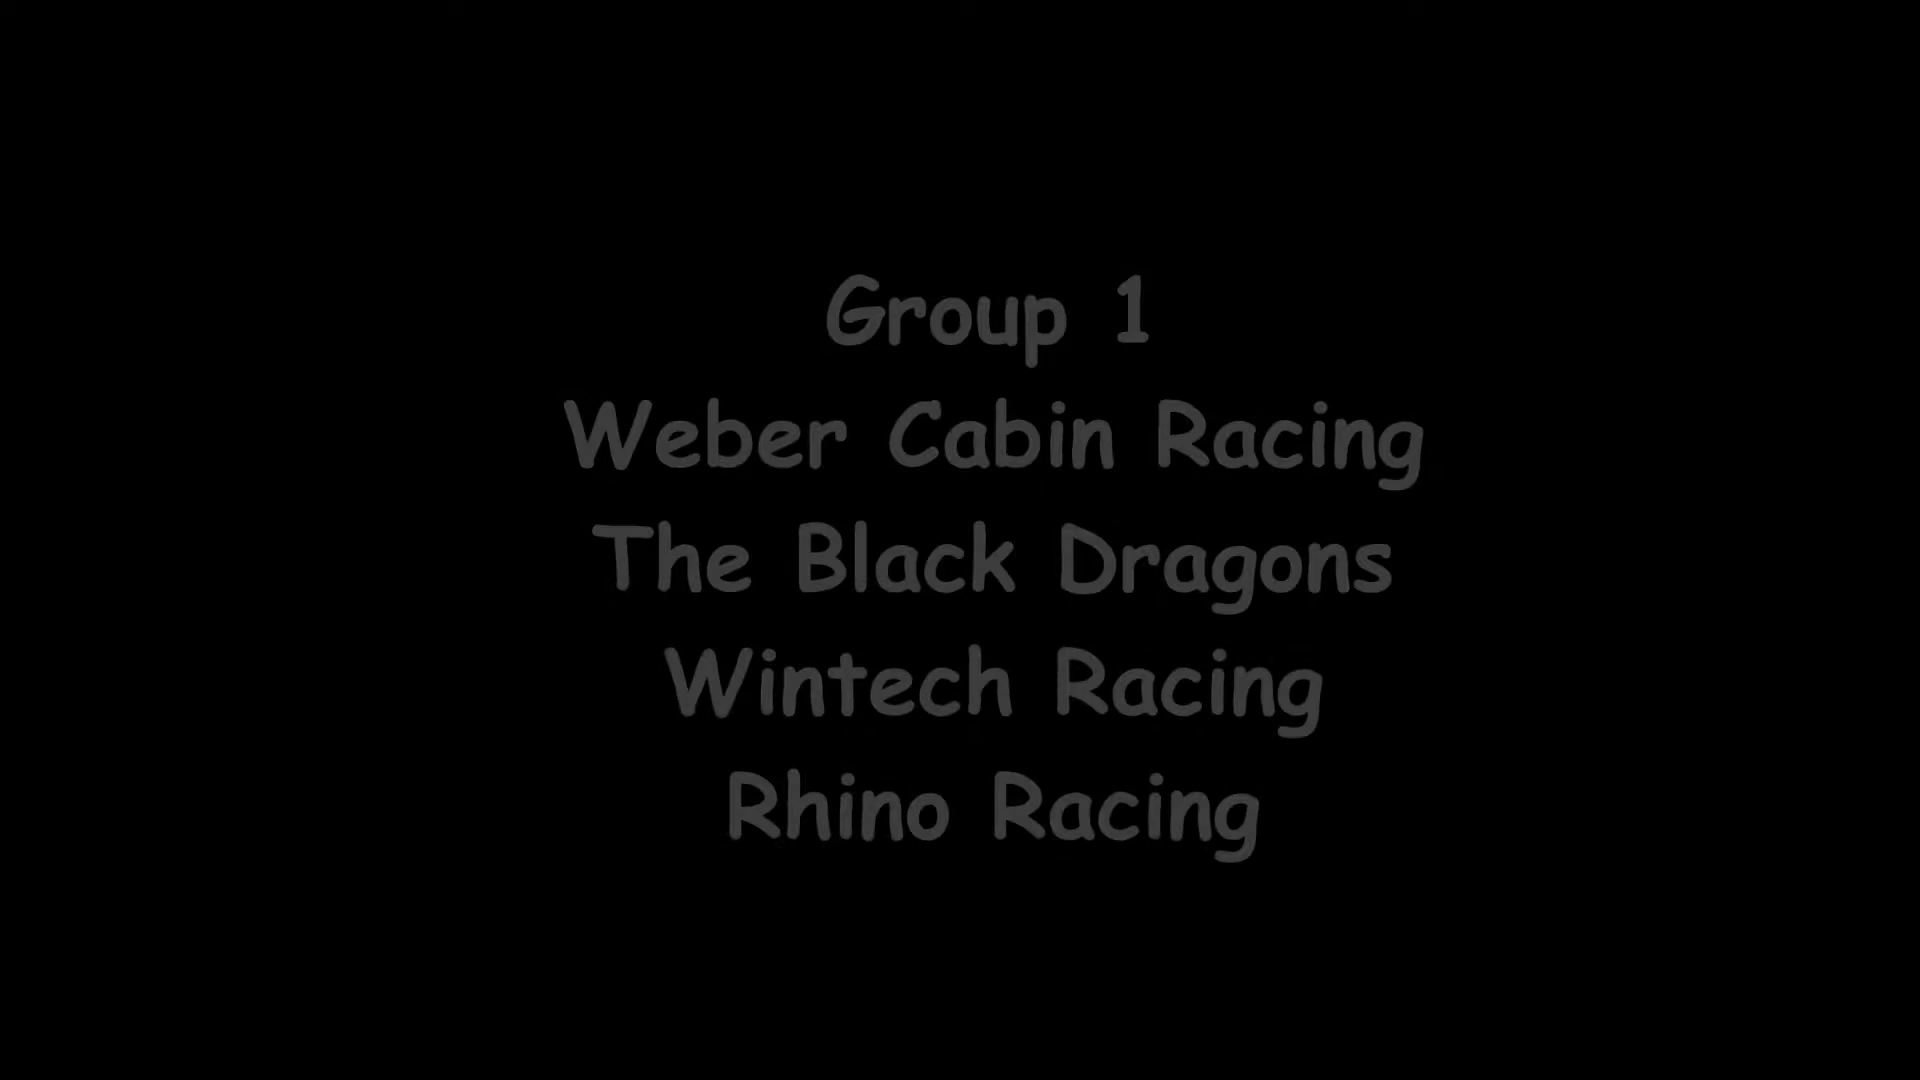 Group 1
Weber Cabin Racing
The Black Dragons
Wintech Racing
Rhino Racing